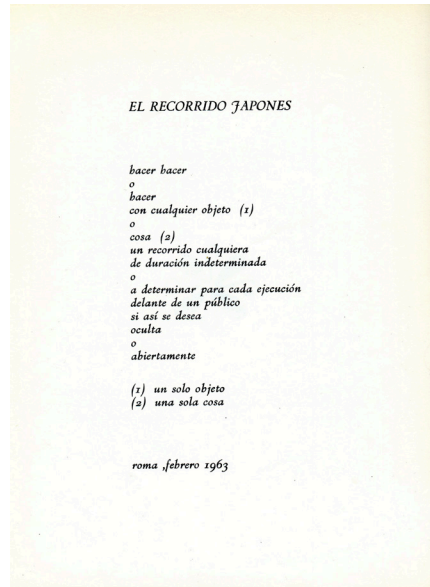 EL RECORRIDO JAPONES
hacer hacer
o
hacer
con cualquier objeto (1)
o
cosa (2)
un recorrido cualquiera
de duración indeterminada
o
a determinar para cada ejecución
delante de un público
si así se desea
oculta
o
abiertamente
(1) un solo objeto
(2) una sola cosa
roma ,febrero 1963